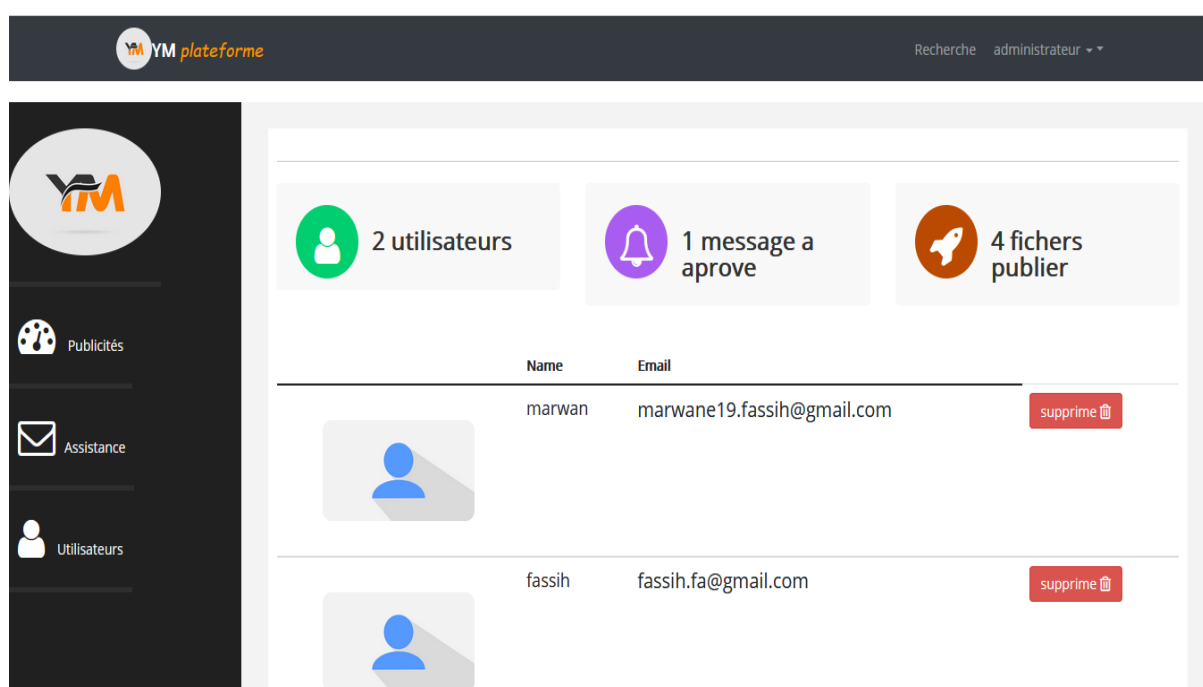 YM YM plateforme
Recherche administrateur
YM
Publicités
Assistance
Utilisateurs
2 utilisateurs
1 message a
aprove
4 fichers
publier
Name Email
marwan marwane19.fassih@gmail.com supprime
fassih fassih.fa@gmail.com supprime